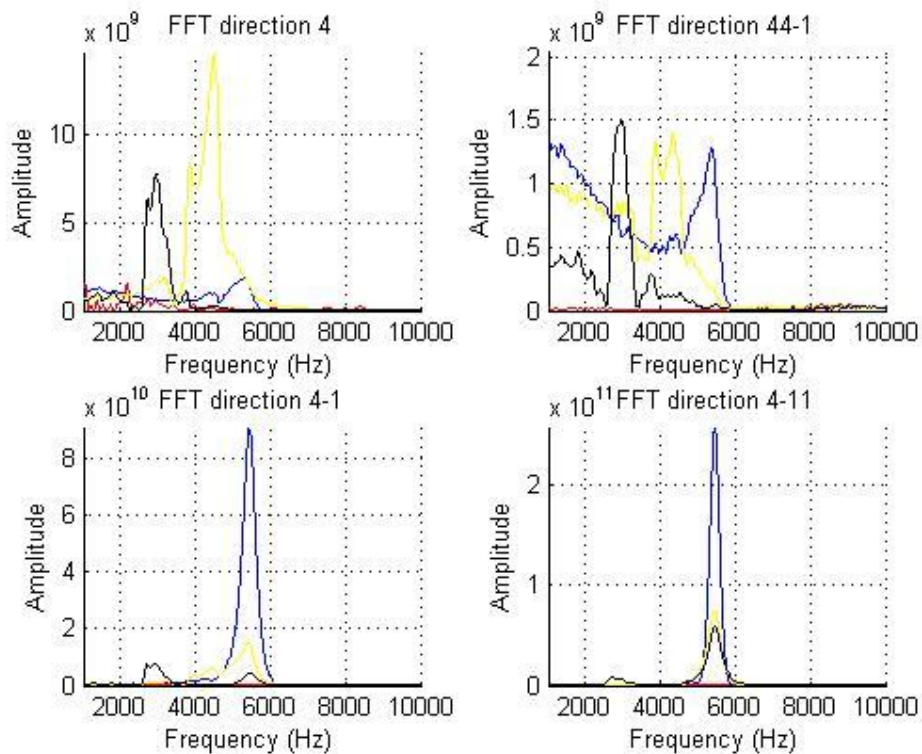 x 10^9
FFT direction 4
Amplitude
10
5
0
2000 4000 6000 8000 10000
Frequency (Hz)
x 10^9
FFT direction 44-1
Amplitude
2
1.5
1
0.5
0
2000 4000 6000 8000 10000
Frequency (Hz)
x 10^10
FFT direction 4-1
Amplitude
8
6
4
2
0
2000 4000 6000 8000 10000
Frequency (Hz)
x 10^11
FFT direction 4-11
Amplitude
2
1
0
2000 4000 6000 8000 10000
Frequency (Hz)